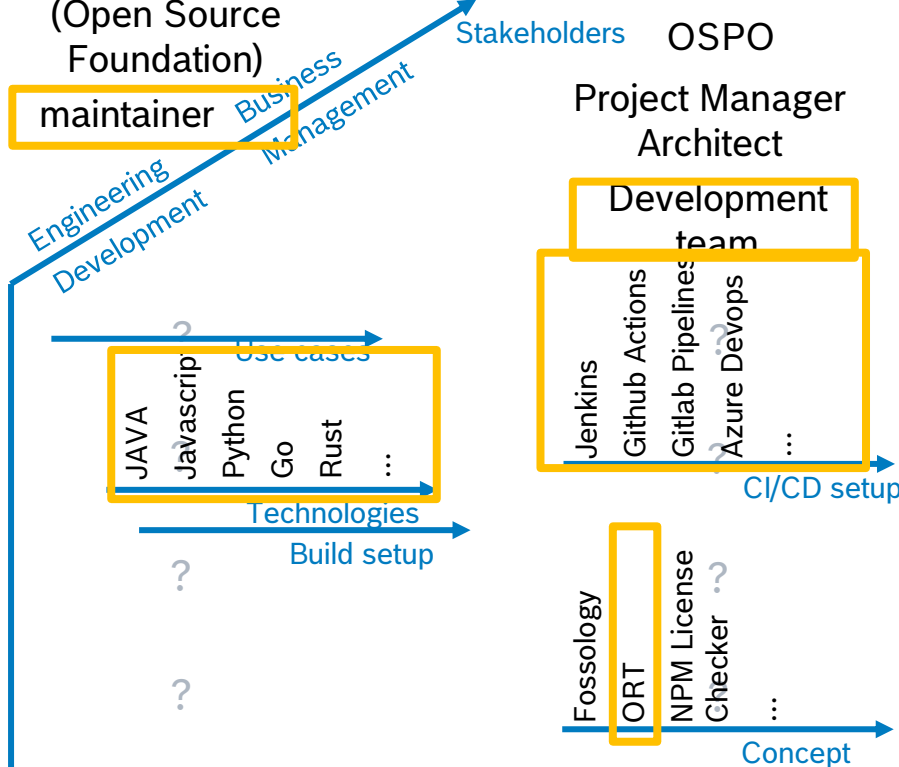 (Open Source
Foundation)
maintainer
Business
Management
Engineering
Development
Stakeholders
OSPO
Project Manager
Architect
Development
team
?
Use cases
JAVA
Javascript
Python
Go
Rust
...
?
Technologies
Build setup
?
?
Jenkins
Github Actions
Gitlab Pipelines
Azure Devops
...
?
?
CI/CD setup
Fossology
ORT
NPM License
Checker
...
?
?
Concept